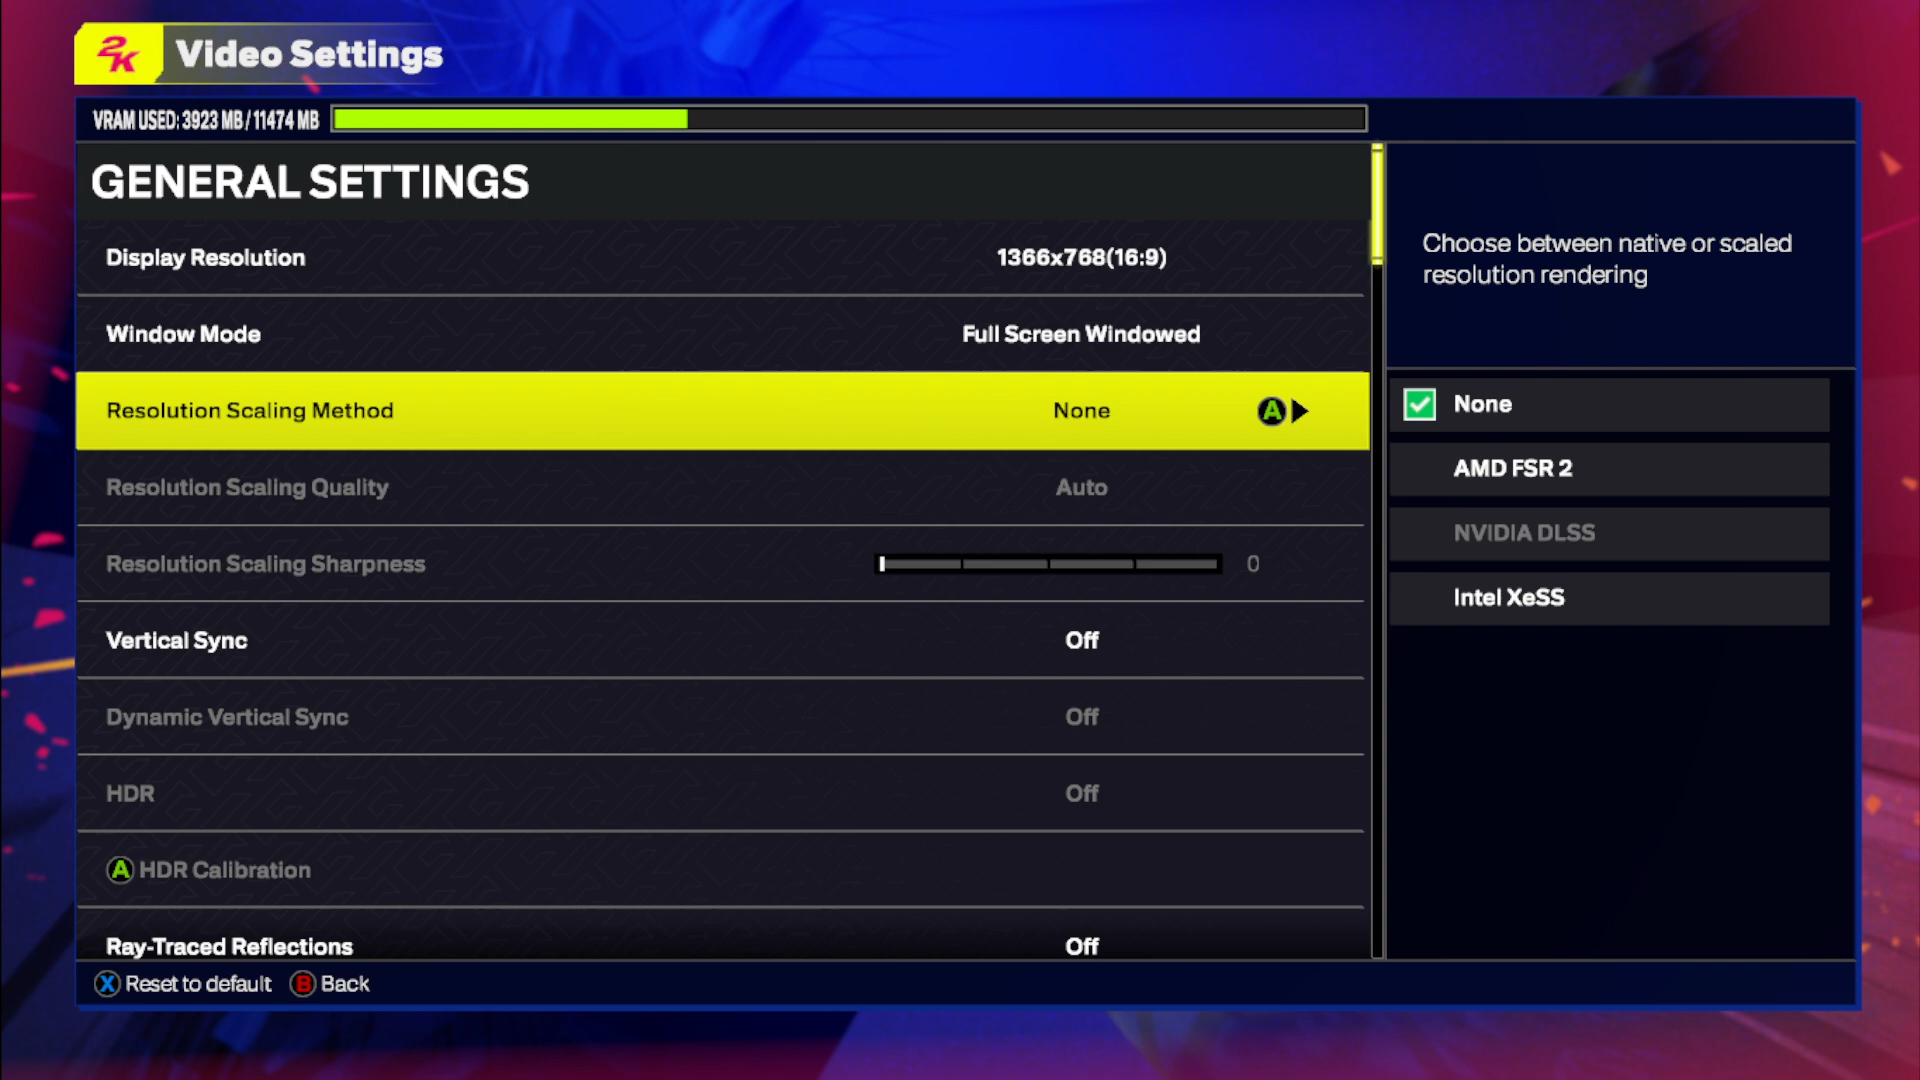 2K Video Settings
VRAM USED: 3923 MB / 11474 MB
GENERAL SETTINGS
Display Resolution 1366x768(16:9)
Window Mode Full Screen Windowed
Resolution Scaling Method None A
Resolution Scaling Quality Auto
Resolution Scaling Sharpness 0
Vertical Sync Off
Dynamic Vertical Sync Off
HDR Off
A HDR Calibration
Ray-Traced Reflections Off
X Reset to default B Back
Choose between native or scaled
resolution rendering
None
AMD FSR 2
NVIDIA DLSS
Intel XeSS